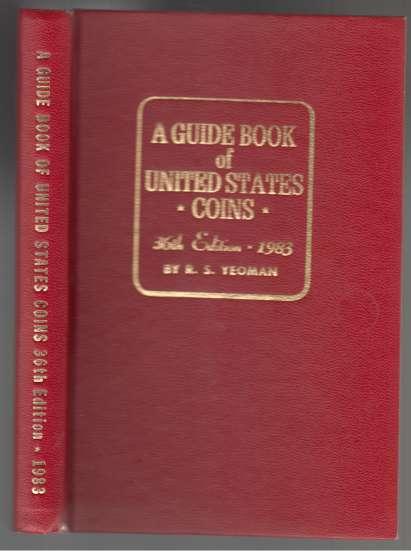 A GUIDE BOOK OF UNITED STATES COINS 36th Edition * 1983
A GUIDE BOOK
of
UNITED STATES
* COINS *
36th Edition - 1983
BY R. S. YEOMAN